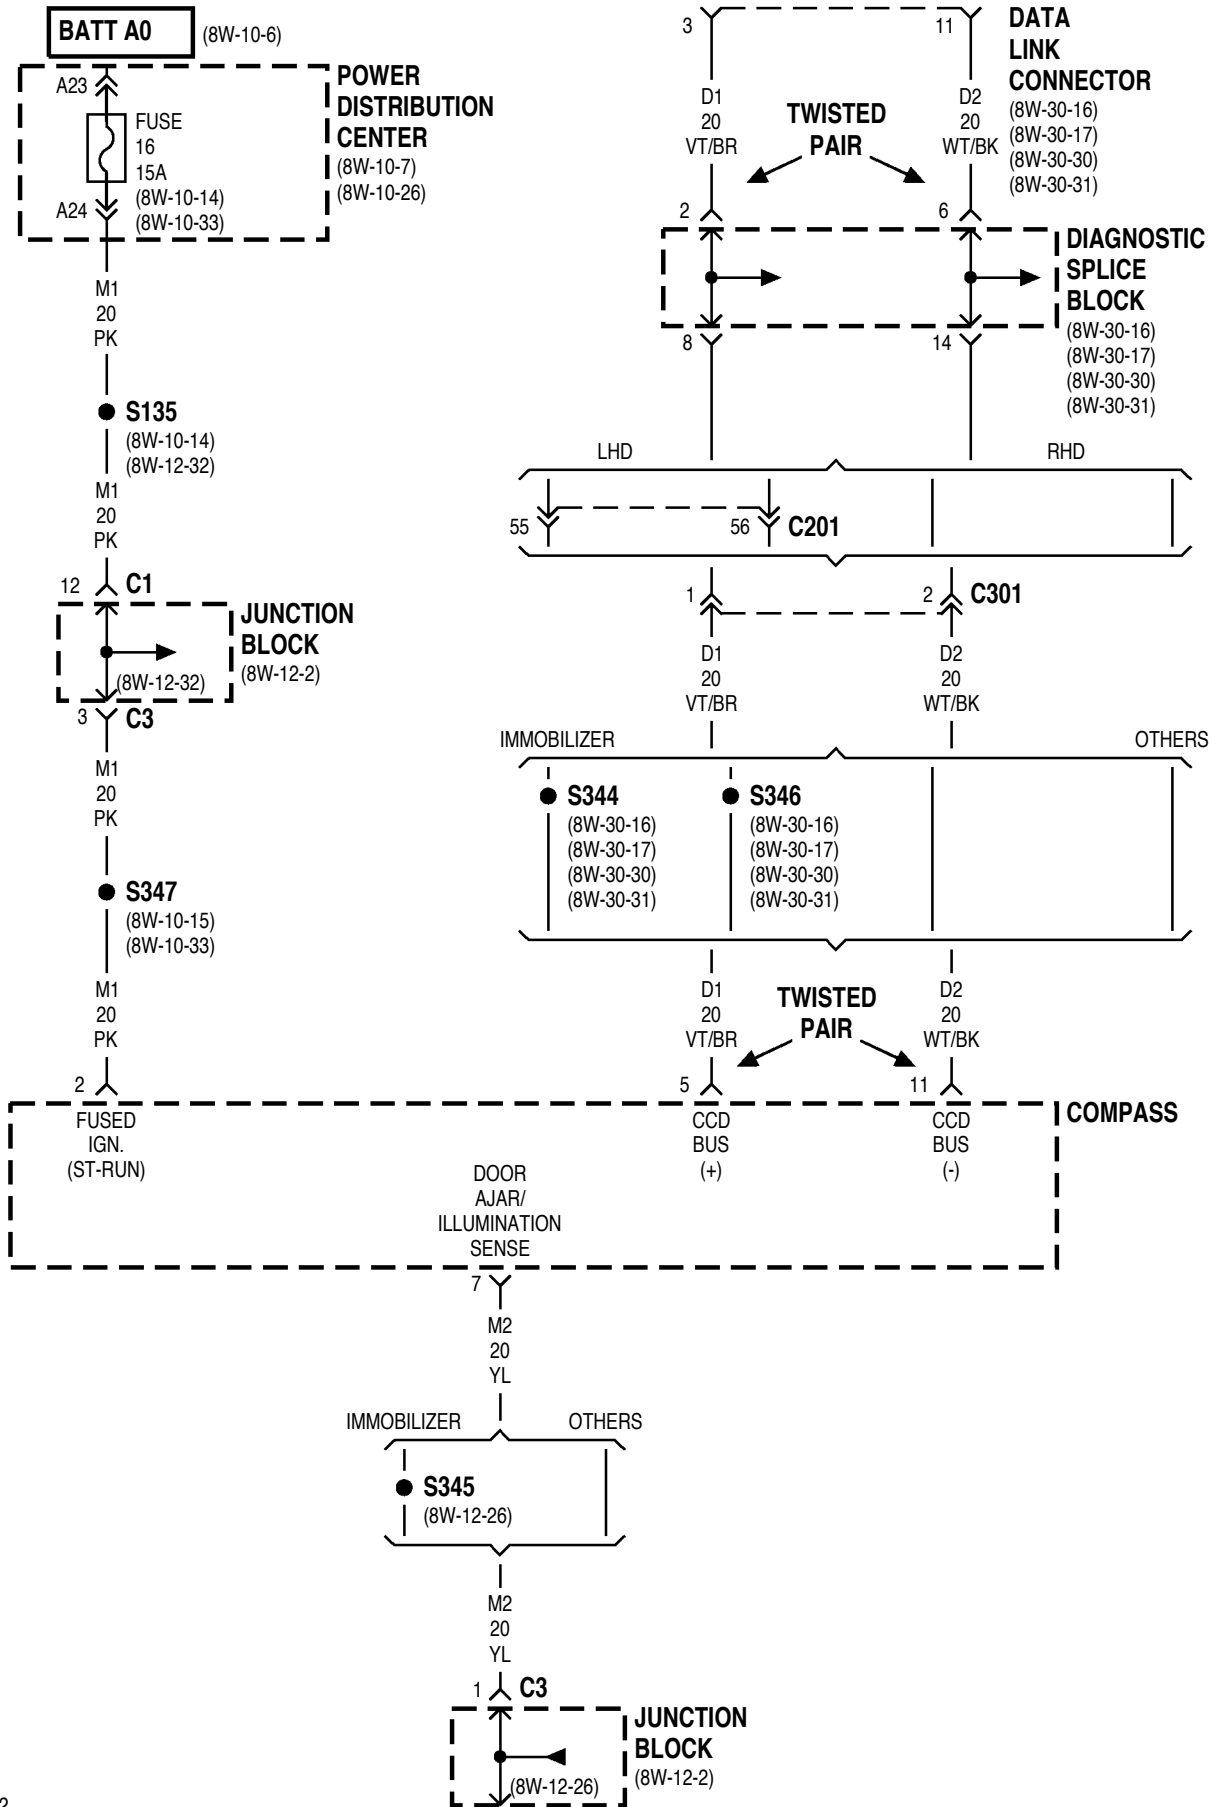 BATT A0
(8W-10-6)
A23
FUSE
16
15A
(8W-10-14)
(8W-10-33)
A24
POWER
DISTRIBUTION
CENTER
(8W-10-7)
(8W-10-26)
M1
20
PK
S135
(8W-10-14)
(8W-12-32)
M1
20
PK
12
C1
JUNCTION
BLOCK
(8W-12-2)
(8W-12-32)
3
C3
M1
20
PK
S347
(8W-10-15)
(8W-10-33)
M1
20
PK
2
3
11
DATA
LINK
CONNECTOR
(8W-30-16)
(8W-30-17)
(8W-30-30)
(8W-30-31)
D1
20
VT/BR
TWISTED
PAIR
D2
20
WT/BK
2
6
DIAGNOSTIC
SPLICE
BLOCK
(8W-30-16)
(8W-30-17)
(8W-30-30)
(8W-30-31)
8
14
LHD
RHD
55
56
C201
1
2
C301
D1
20
VT/BR
D2
20
WT/BK
IMMOBILIZER
OTHERS
S344
(8W-30-16)
(8W-30-17)
(8W-30-30)
(8W-30-31)
S346
(8W-30-16)
(8W-30-17)
(8W-30-30)
(8W-30-31)
D1
20
VT/BR
TWISTED
PAIR
D2
20
WT/BK
5
11
COMPASS
FUSED
IGN.
(ST-RUN)
CCD
BUS
(+)
CCD
BUS
(-)
DOOR
AJAR/
ILLUMINATION
SENSE
7
M2
20
YL
IMMOBILIZER
OTHERS
S345
(8W-12-26)
M2
20
YL
1
C3
JUNCTION
BLOCK
(8W-12-2)
(8W-12-26)